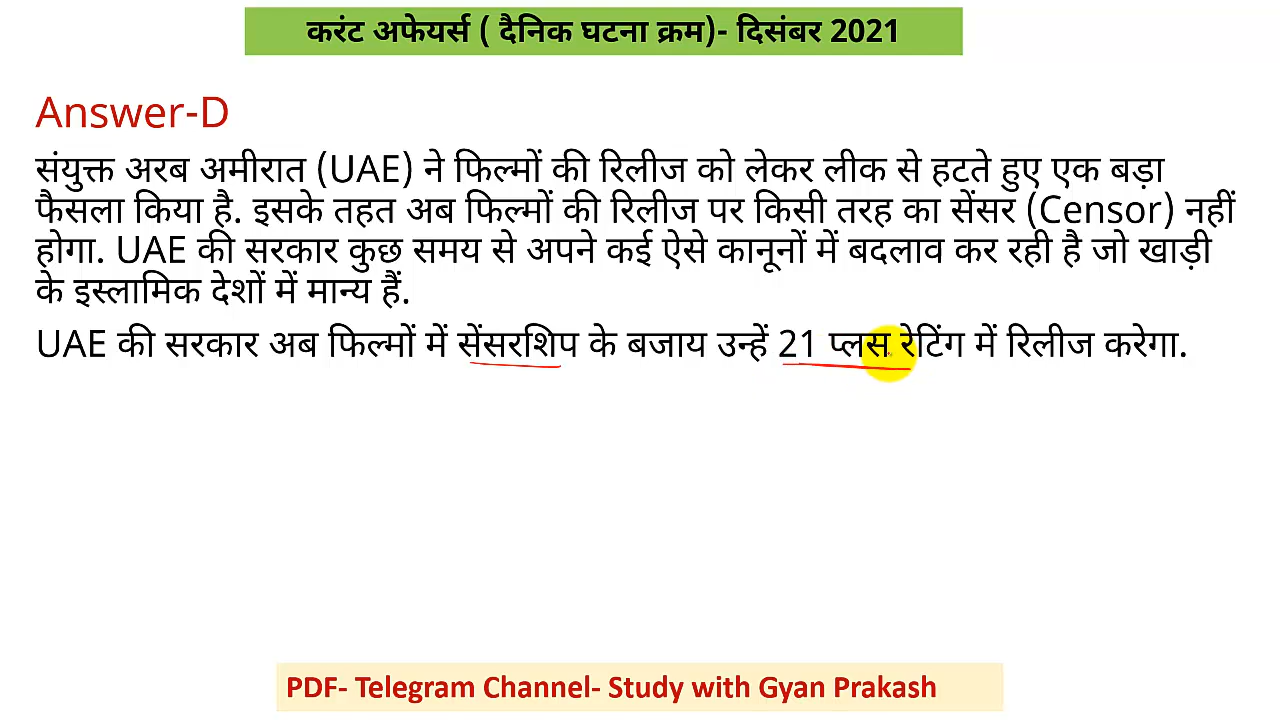 करंट अफेयर्स ( दैनिक घटना क्रम)- दिसंबर 2021
Answer-D
संयुक्त अरब अमीरात (UAE) ने फिल्मों की रिलीज को लेकर लीक से हटते हुए एक बड़ा
फैसला किया है. इसके तहत अब फिल्मों की रिलीज पर किसी तरह का सेंसर (Censor) नहीं
होगा. UAE की सरकार कुछ समय से अपने कई ऐसे कानूनों में बदलाव कर रही है जो खाड़ी
के इस्लामिक देशों में मान्य हैं.
UAE की सरकार अब फिल्मों में सेंसरशिप के बजाय उन्हें 21 प्लस रेटिंग में रिलीज करेगा.
PDF- Telegram Channel- Study with Gyan Prakash